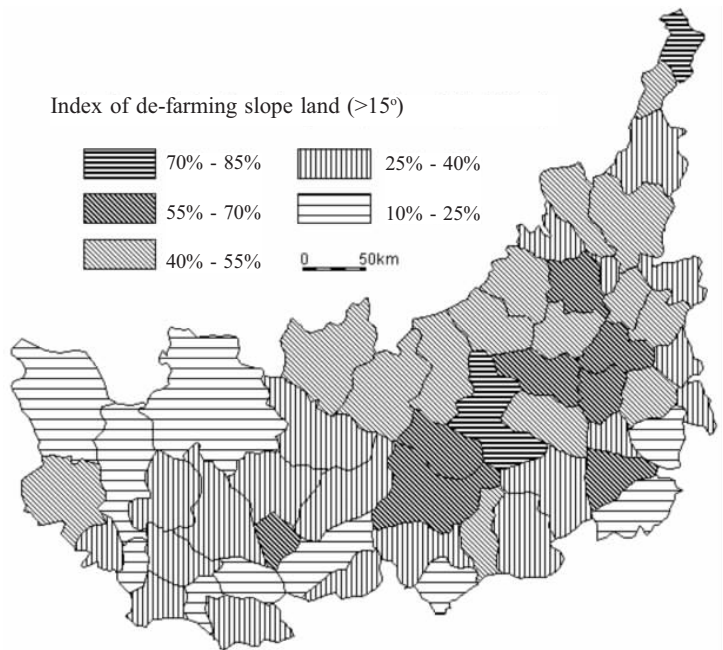 Index of de-farming slope land (>15°)
70% - 85%
25% - 40%
55% - 70%
10% - 25%
40% - 55%
0 50km